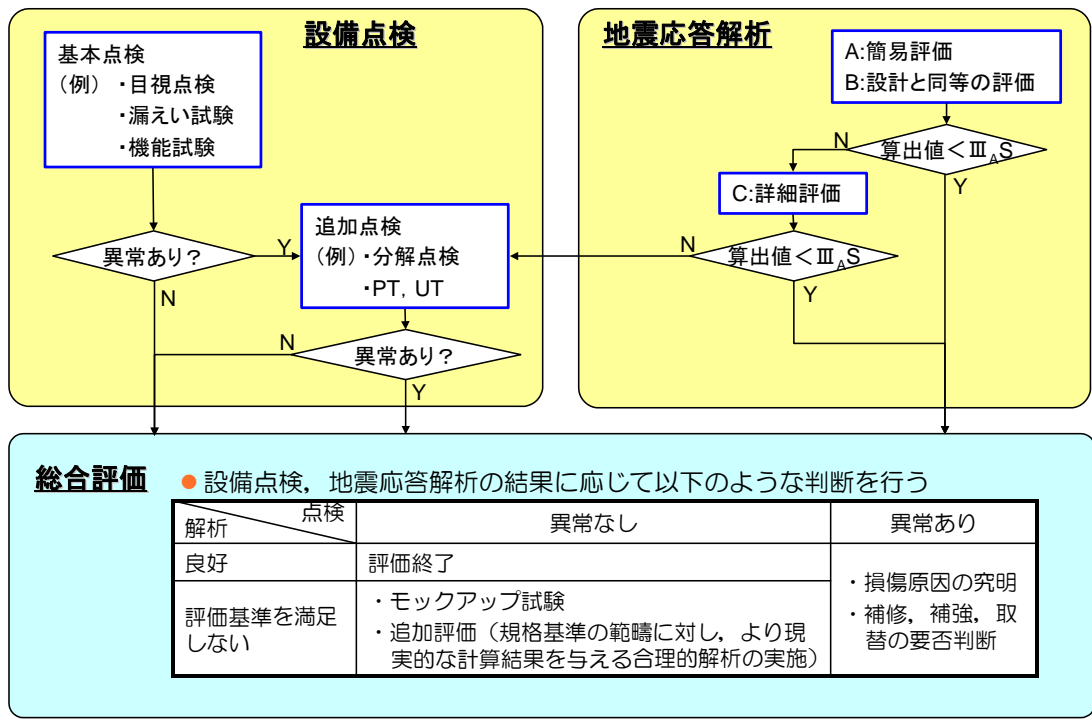 設備点検
基本点検
(例) ・目視点検
・漏えい試験
・機能試験
異常あり?
Y
N
追加点検
(例)・分解点検
・PT, UT
異常あり?
N
Y
地震応答解析
A:簡易評価
B:設計と同等の評価
算出値<ⅢAS
N
Y
C:詳細評価
算出値<ⅢAS
N
Y
総合評価
●設備点検,地震応答解析の結果に応じて以下のような判断を行う
点検
解析
異常なし
異常あり
良好
評価終了
評価基準を満足
しない
・モックアップ試験
・追加評価(規格基準の範疇に対し,より現
実的な計算結果を与える合理的解析の実施)
・損傷原因の究明
・補修,補強,取
替の要否判断